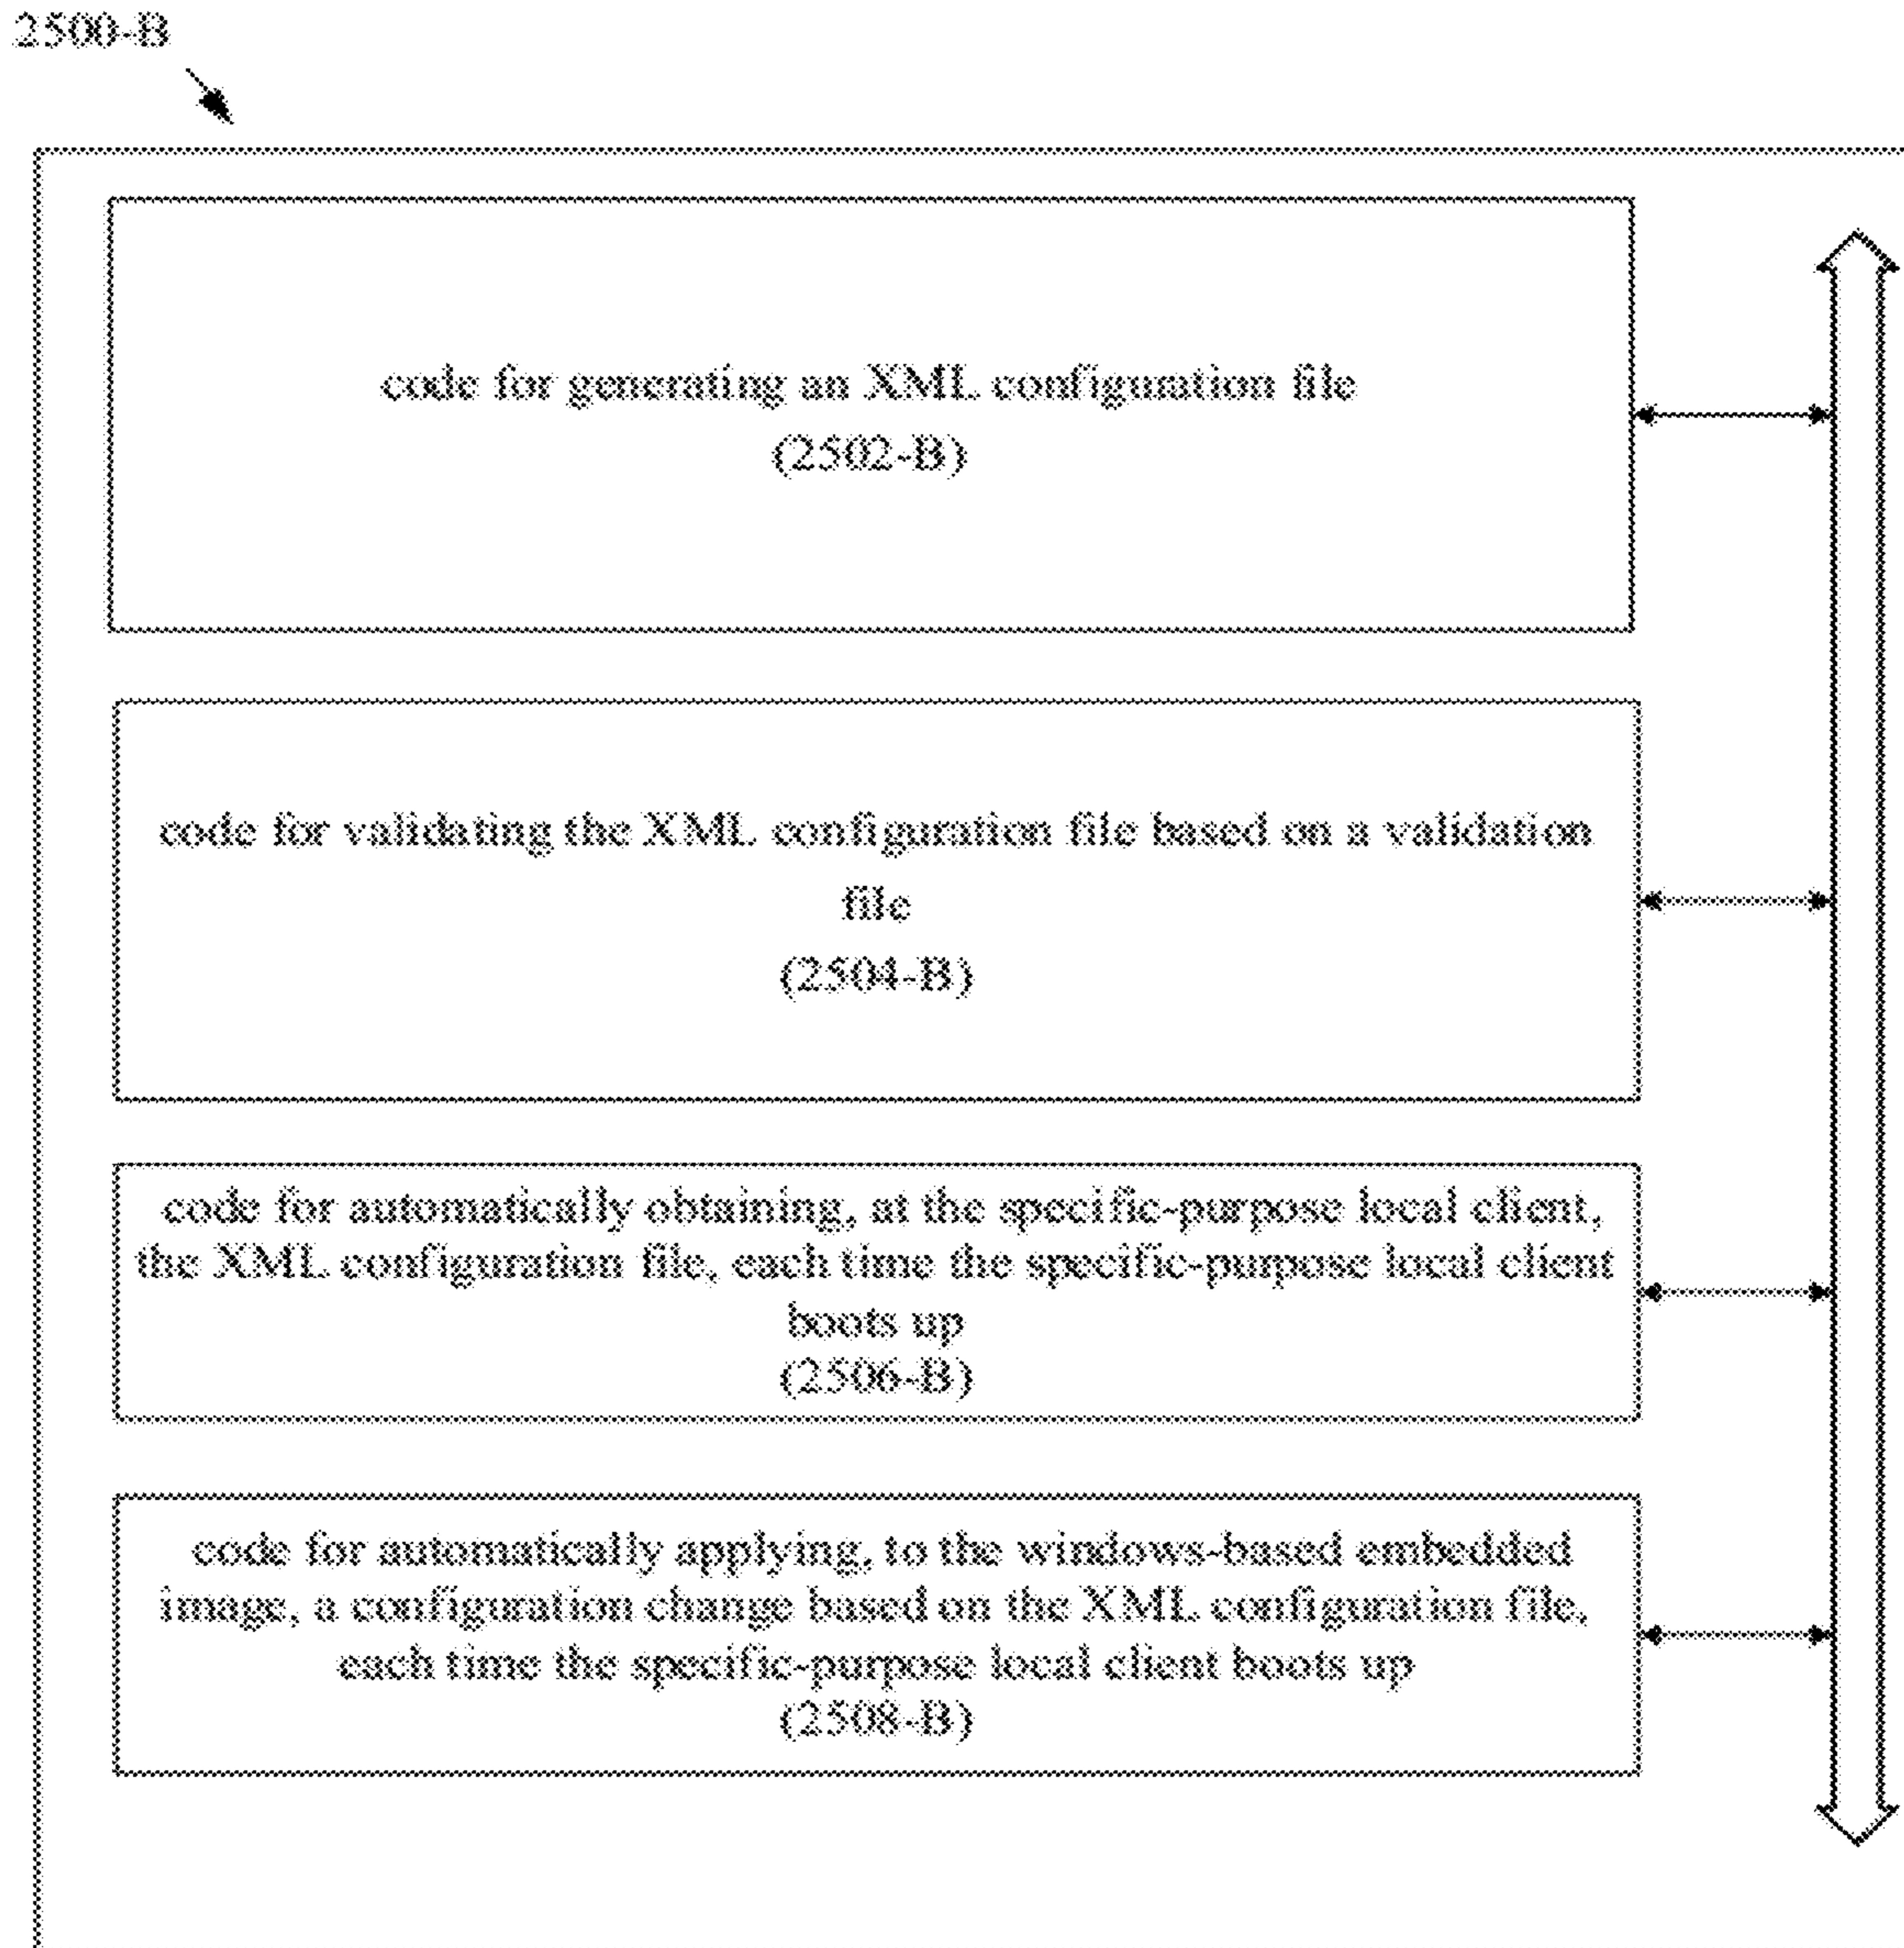 2500-B
code for generating an XML configuration file
(2502-B)
code for validating the XML configuration file based on a validation
file
(2504-B)
code for automatically obtaining, at the specific-purpose local client,
the XML configuration file, each time the specific-purpose local client
boots up
(2506-B)
code for automatically applying, to the windows-based embedded
image, a configuration change based on the XML configuration file,
each time the specific-purpose local client boots up
(2508-B)